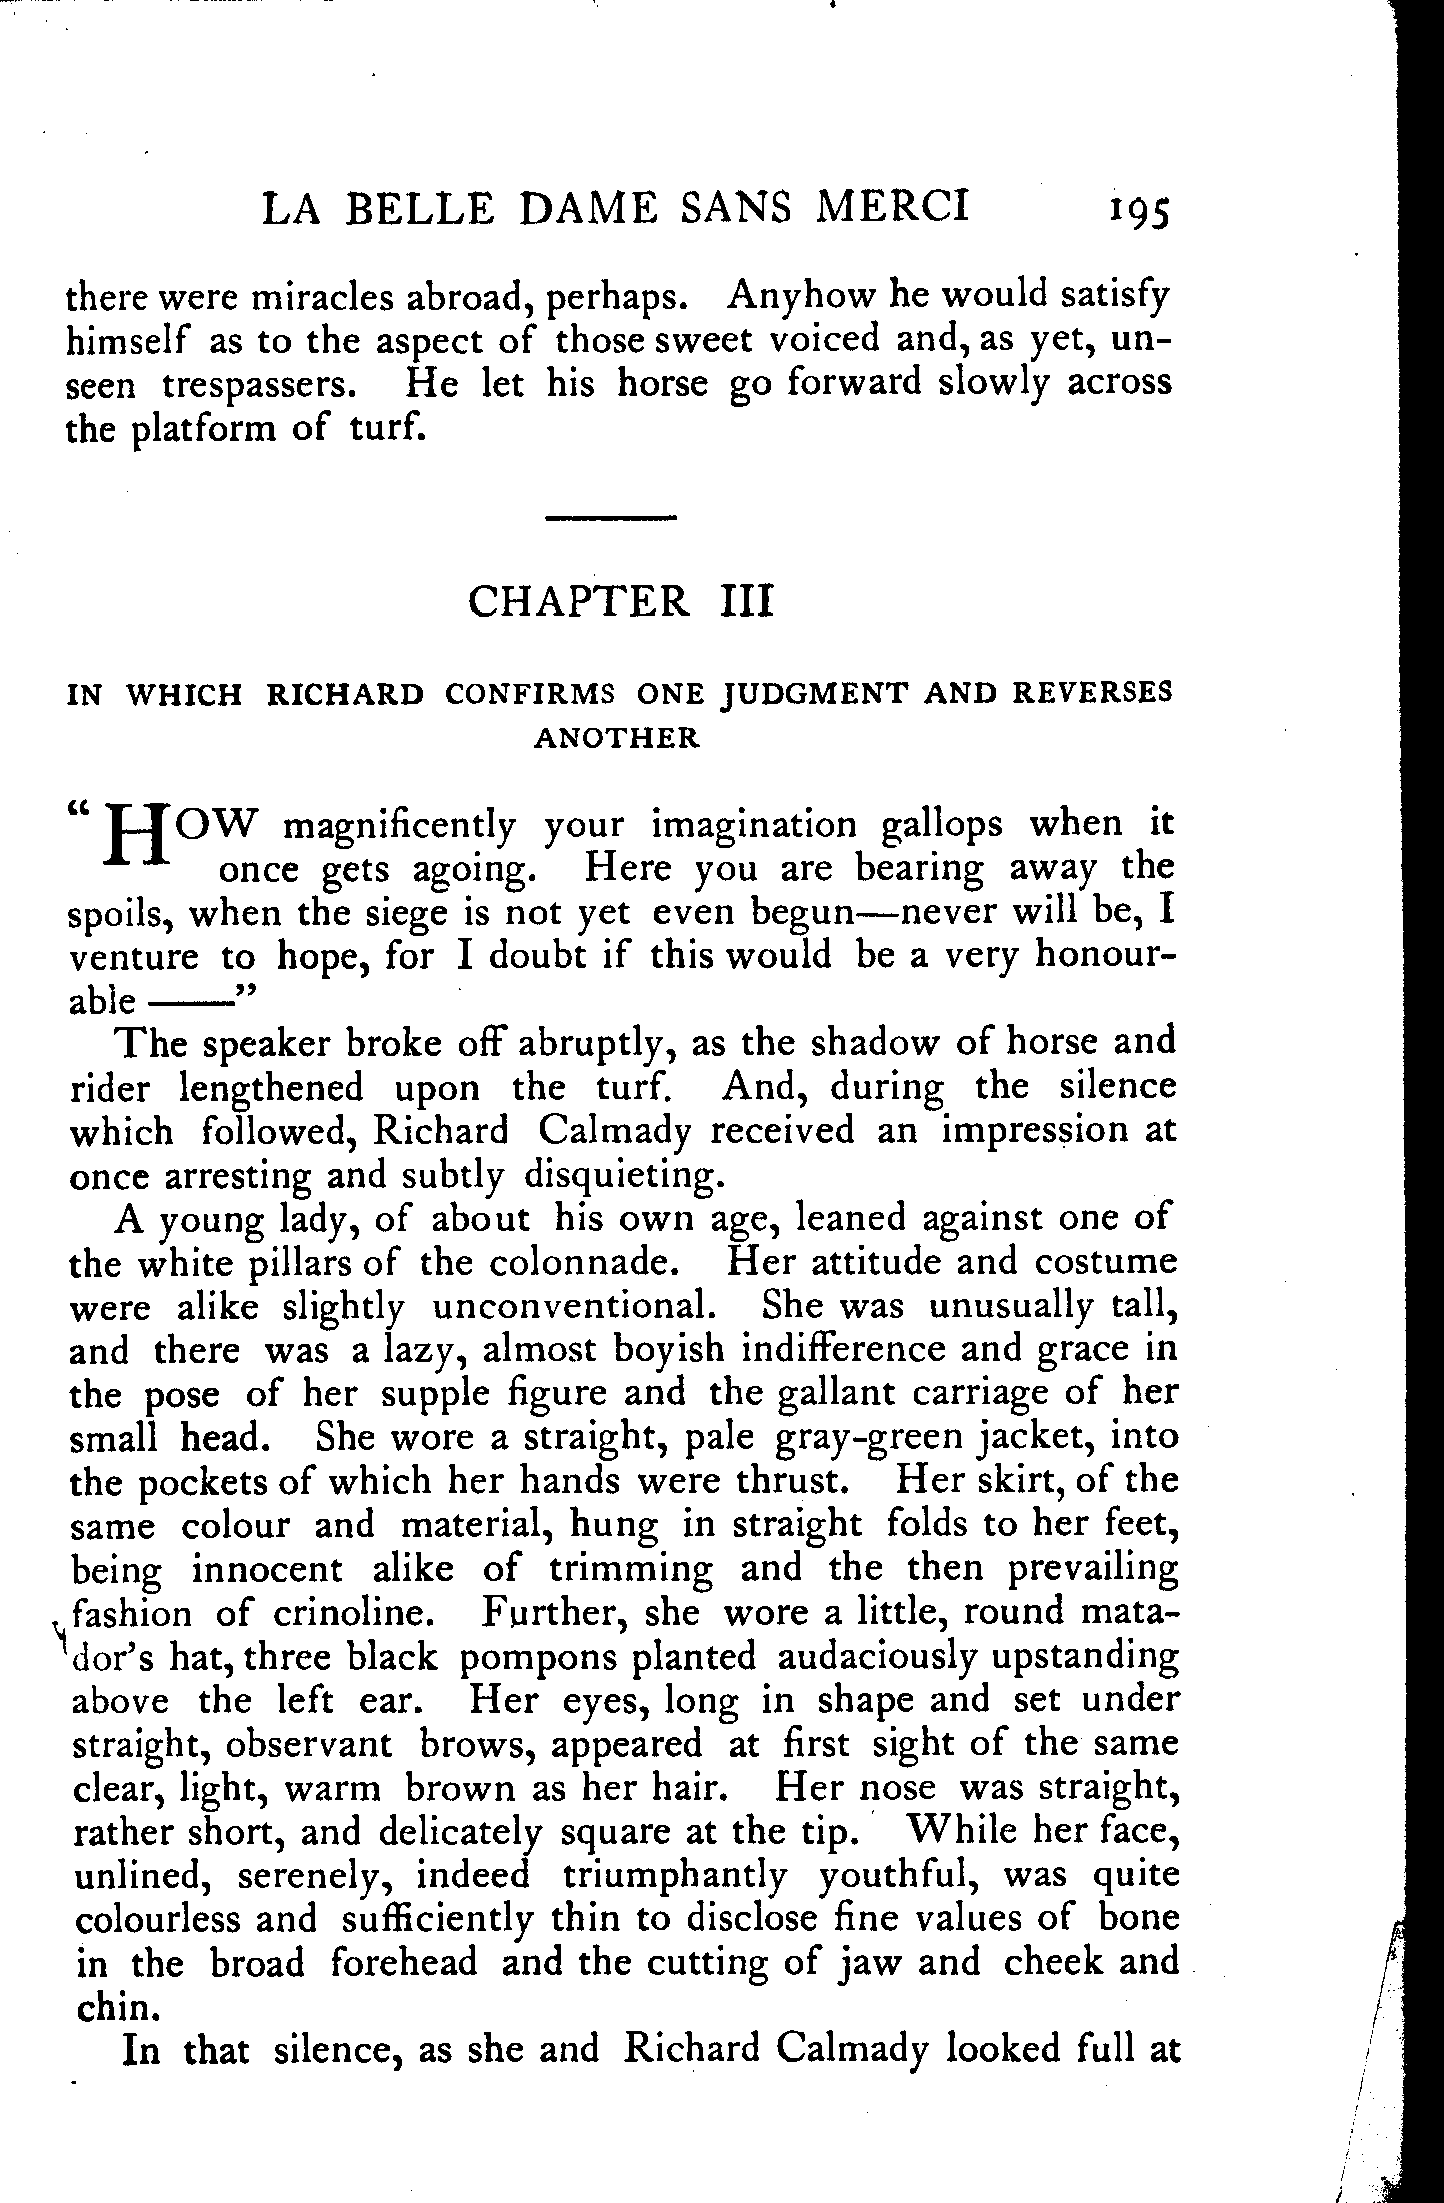 LA BELLE DAME SANS MERCI 195
there were miracles abroad, perhaps. Anyhow he would satisfy
himself as to the aspect of those sweet voiced and, as yet, un-
seen trespassers. He let his horse go forward slowly across
the platform of turf.
CHAPTER III
IN WHICH RICHARD CONFIRMS ONE JUDGMENT AND REVERSES
ANOTHER
“HOW magnificently your imagination gallops when it
once gets agoing. Here you are bearing away the
spoils, when the siege is not yet even begun—never will be, I
venture to hope, for I doubt if this would be a very honour-
able ——”
The speaker broke off abruptly, as the shadow of horse and
rider lengthened upon the turf. And, during the silence
which followed, Richard Calmady received an impression at
once arresting and subtly disquieting.
A young lady, of about his own age, leaned against one of
the white pillars of the colonnade. Her attitude and costume
were alike slightly unconventional. She was unusually tall,
and there was a lazy, almost boyish indifference and grace in
the pose of her supple figure and the gallant carriage of her
small head. She wore a straight, pale gray-green jacket, into
the pockets of which her hands were thrust. Her skirt, of the
same colour and material, hung in straight folds to her feet,
being innocent alike of trimming and the then prevailing
fashion of crinoline. Further, she wore a little, round mata-
dor’s hat, three black pompons planted audaciously upstanding
above the left ear. Her eyes, long in shape and set under
straight, observant brows, appeared at first sight of the same
clear, light, warm brown as her hair. Her nose was straight,
rather short, and delicately square at the tip. While her face,
unlined, serenely, indeed triumphantly youthful, was quite
colourless and sufficiently thin to disclose fine values of bone
in the broad forehead and the cutting of jaw and cheek and
chin.
In that silence, as she and Richard Calmady looked full at